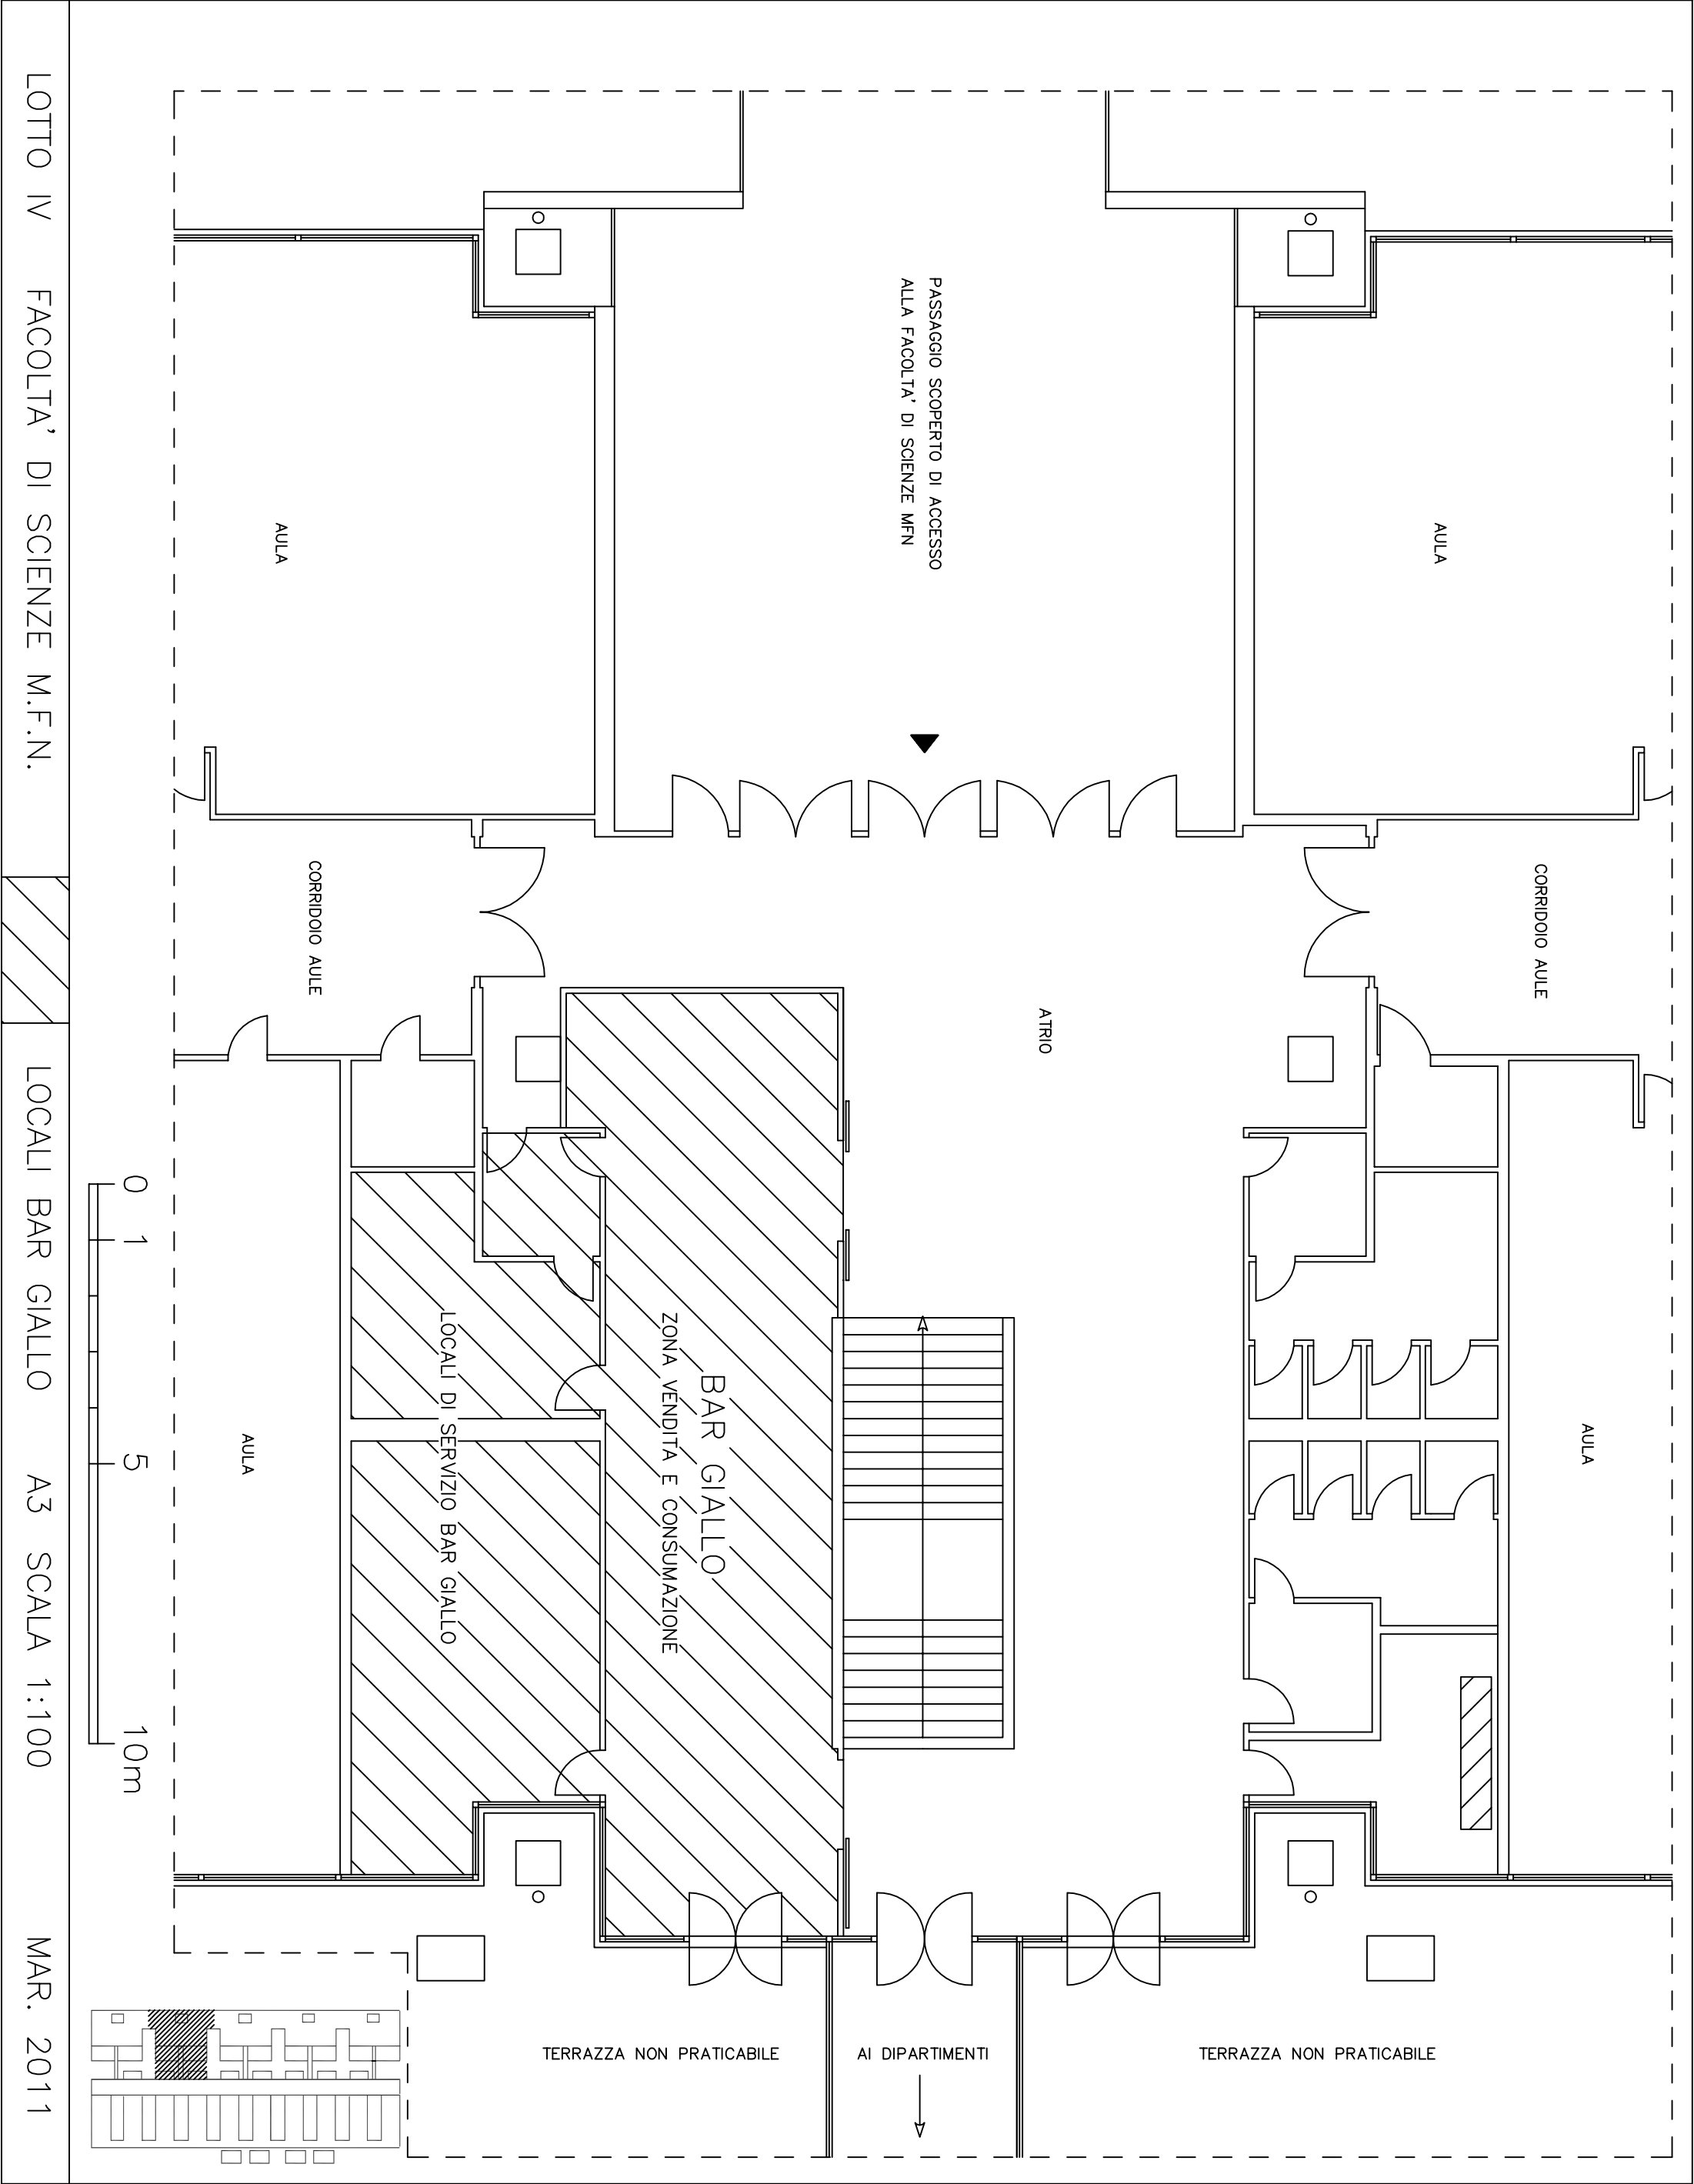 PASSAGGIO SCOPERTO DI ACCESSO
ALLA FACOLTA' DI SCIENZE MFN
AULA
AULA
CORRIDOIO AULE
CORRIDOIO AULE
ATRIO
AULA
AULA
BAR GIALLO
ZONA VENDITA E CONSUMAZIONE
LOCALI DI SERVIZIO BAR GIALLO
TERRAZZA NON PRATICABILE
AI DIPARTIMENTI
TERRAZZA NON PRATICABILE
0 1 5 10m
LOTTO IV FACOLTA' DI SCIENZE M.F.N. LOCALI BAR GIALLO A3 SCALA 1:100 MAR. 2011